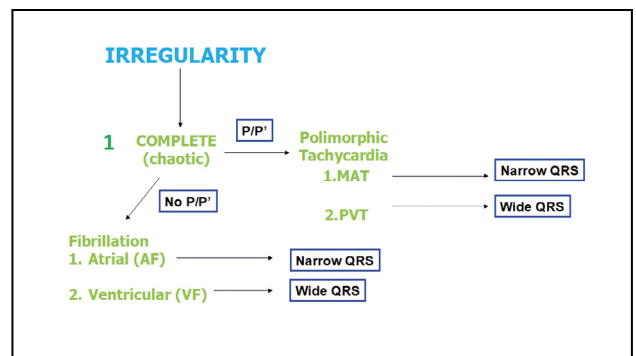 IRREGULARITY
1
COMPLETE
(chaotic)
P/P'
Polimorphic
Tachycardia
1.MAT
Narrow QRS
2.PVT
Wide QRS
No P/P'
Fibrillation
1. Atrial (AF)
Narrow QRS
2. Ventricular (VF)
Wide QRS